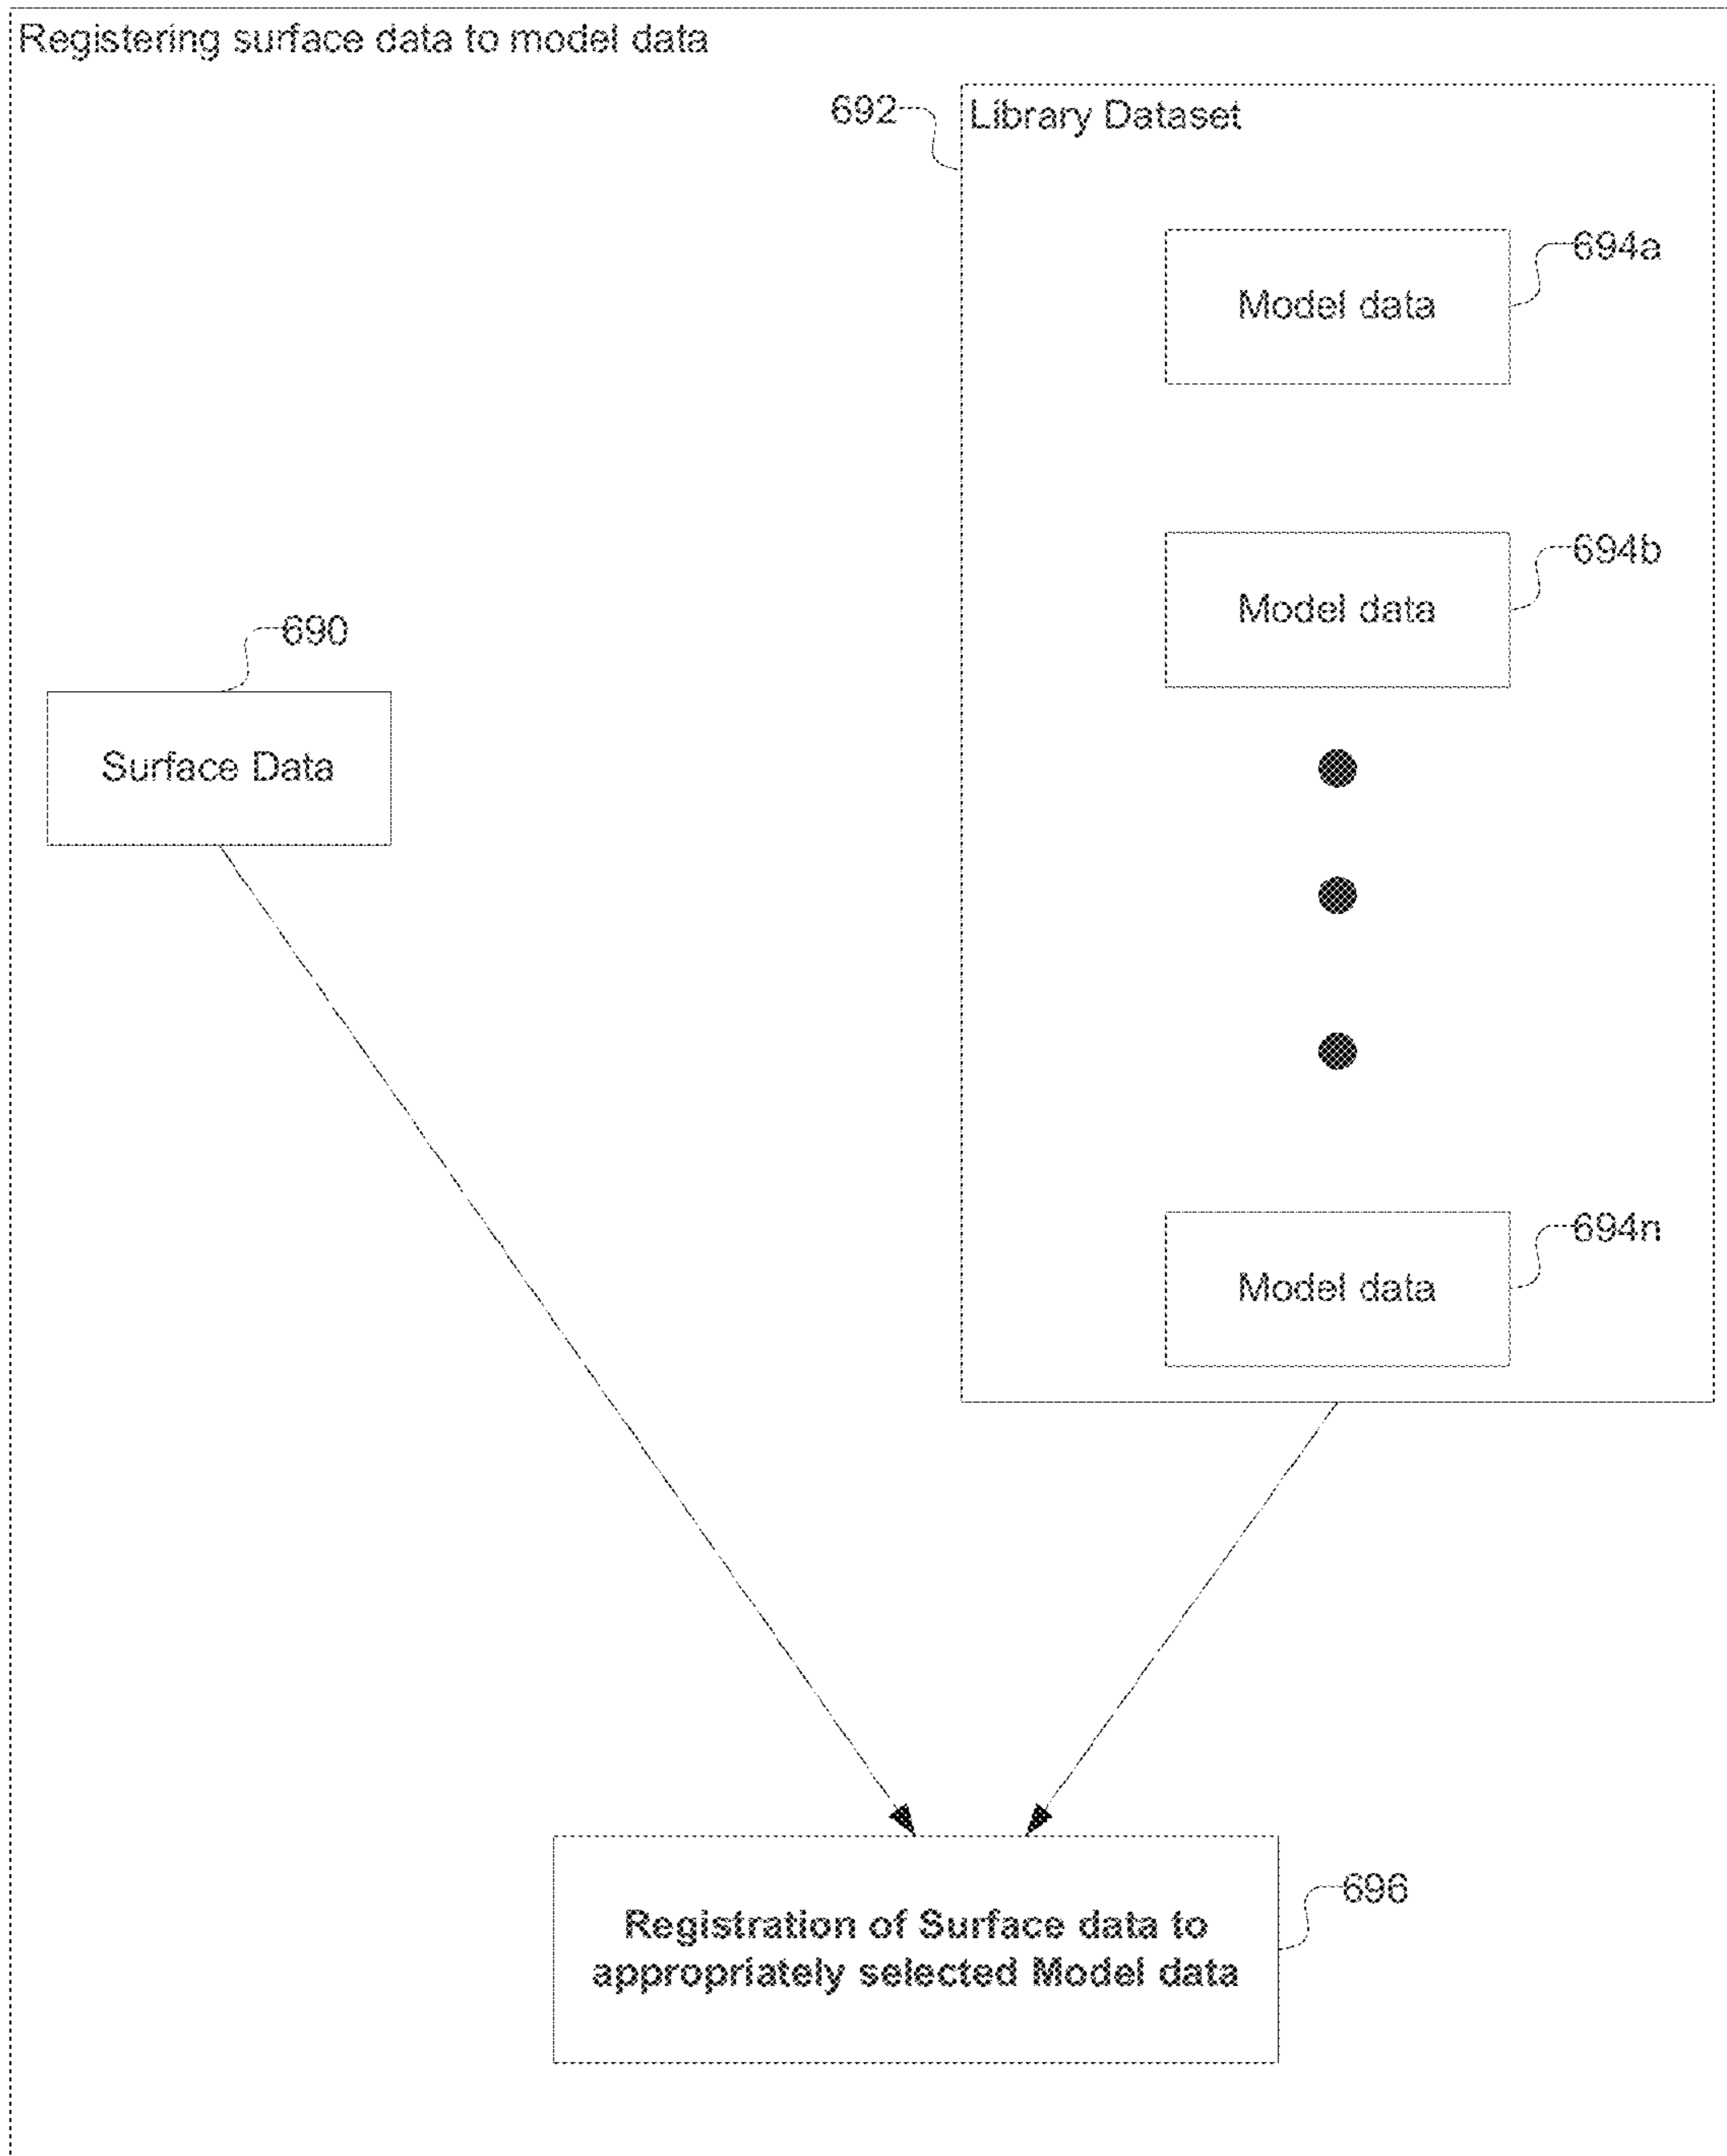 Registering surface data to model data
692
Library Dataset
694a
Model data
694b
Model data
690
Surface Data
694n
Model data
696
Registration of Surface data to
appropriately selected Model data